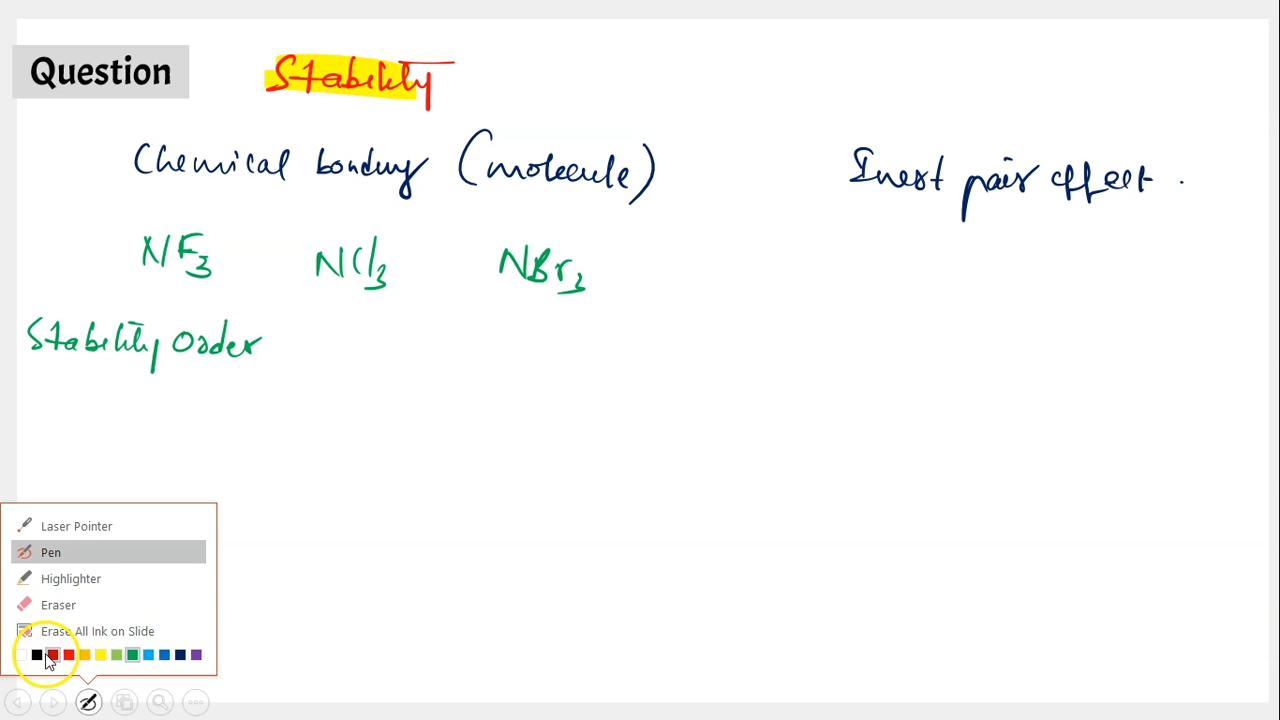 Question
Stability
Chemical bonding (molecule)
Inert pair effect.
NF3 NCl3 NBr3
Stability Order
Laser Pointer
Pen
Highlighter
Eraser
Erase All Ink on Slide